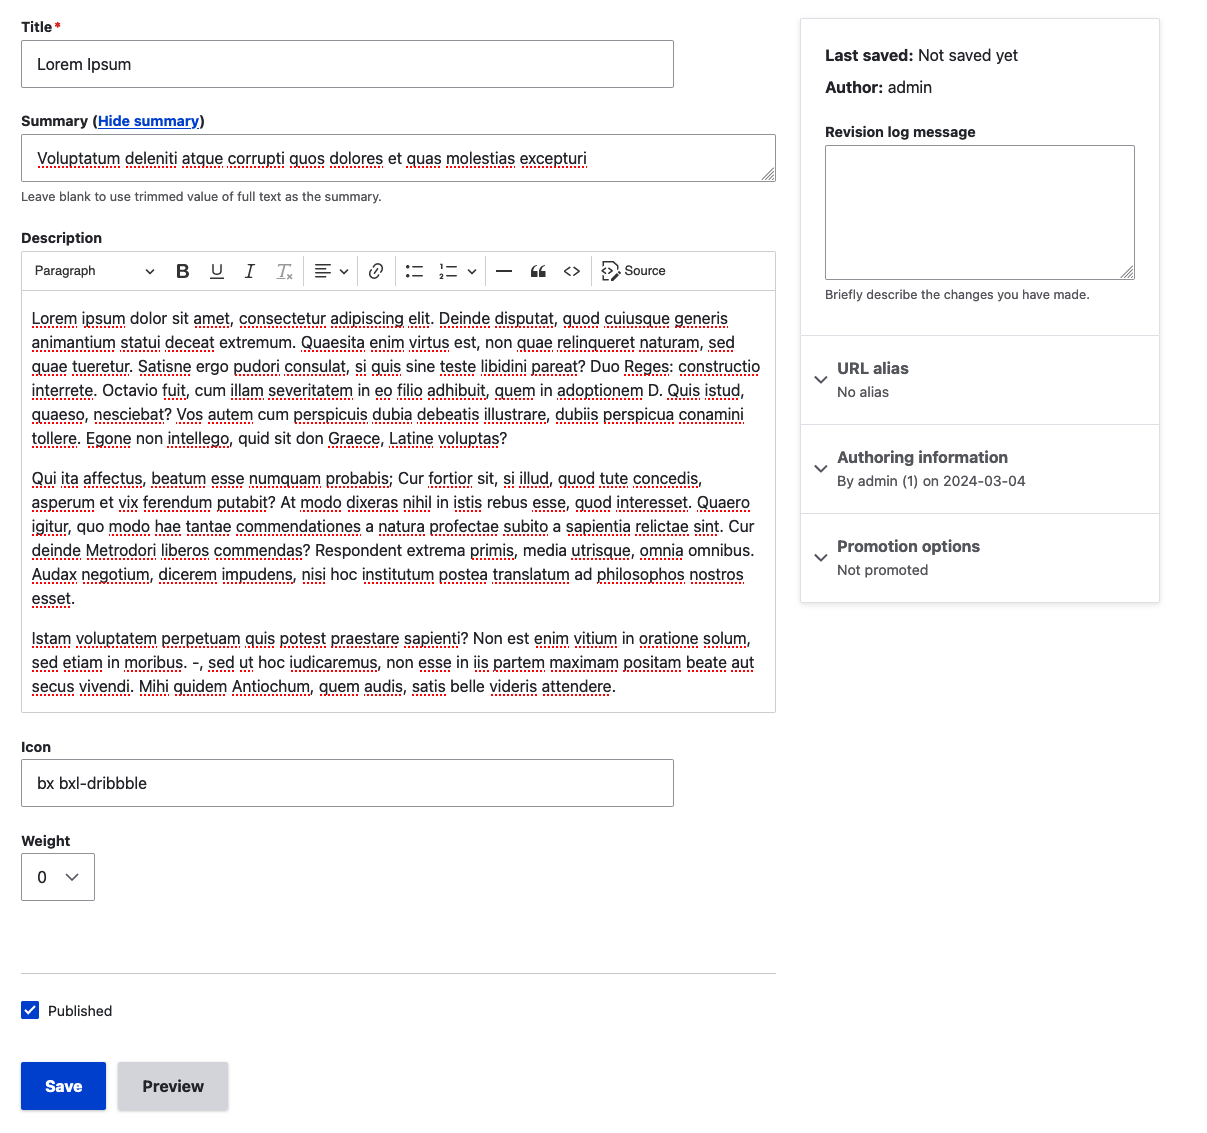 Title*
Lorem Ipsum
Summary (Hide summary)
Voluptatum deleniti atque corrupti quos dolores et quas molestias excepturi
Leave blank to use trimmed value of full text as the summary.
Description
Paragraph B U I Tx Source
Lorem ipsum dolor sit amet, consectetur adipiscing elit. Deinde disputat, quod cuiusque generis
animantium statui deceat extremum. Quaesita enim virtus est, non quae relinqueret naturam, sed
quae tueretur. Satisne ergo pudori consulat, si quis sine teste libidini pareat? Duo Reges: constructio
interrete. Octavio fuit, cum illam severitatem in eo filio adhibuit, quem in adoptionem D. Quis istud,
quaeso, nesciebat? Vos autem cum perspicuis dubia debeatis illustrare, dubiis perspicua conamini
tollere. Egone non intellego, quid sit don Graece, Latine voluptas?
Qui ita affectus, beatum esse numquam probabis; Cur fortior sit, si illud, quod tute concedis,
asperum et vix ferendum putabit? At modo dixeras nihil in istis rebus esse, quod interesset. Quaero
igitur, quo modo hae tantae commendationes a natura profectae subito a sapientia relictae sint. Cur
deinde Metrodori liberos commendas? Respondent extrema primis, media utrisque, omnia omnibus.
Audax negotium, dicerem impudens, nisi hoc institutum postea translatum ad philosophos nostros
esset.
Istam voluptatem perpetuam quis potest praestare sapienti? Non est enim vitium in oratione solum,
sed etiam in moribus. -, sed ut hoc iudicaremus, non esse in iis partem maximam positam beate aut
secus vivendi. Mihi quidem Antiochum, quem audis, satis belle videris attendere.
Icon
bx bxl-dribbble
Weight
0
Published
Save
Preview
Last saved: Not saved yet
Author: admin
Revision log message
Briefly describe the changes you have made.
URL alias
No alias
Authoring information
By admin (1) on 2024-03-04
Promotion options
Not promoted